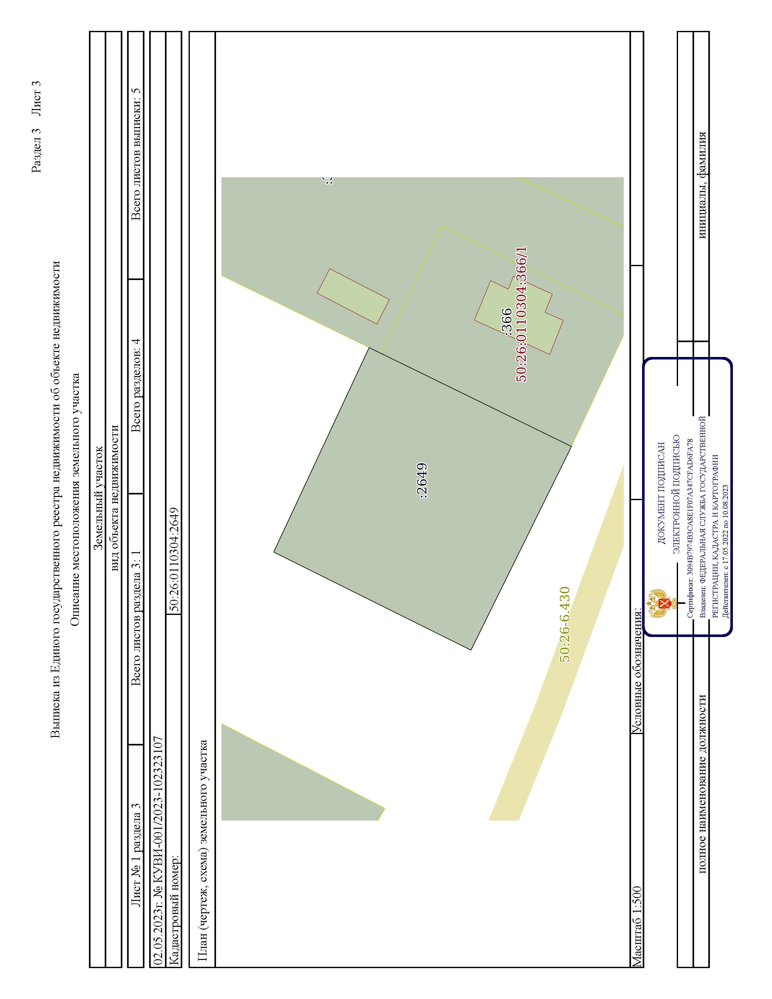 Раздел 3 Лист 3
Выписка из Единого государственного реестра недвижимости об объекте недвижимости
Описание местоположения земельного участка
Земельный участок
вид объекта недвижимости
Лист № 1 раздела 3 Всего листов раздела 3: 1 Всего разделов: 4 Всего листов выписки: 5
02.05.2023г. № КУВИ-001/2023-102323107
Кадастровый номер: 50:26:0110304:2649
План (чертеж, схема) земельного участка
:2649
:366
50:26:0110304:366/1
50:26-6.430
Масштаб 1:500 Условные обозначения:
ДОКУМЕНТ ПОДПИСАН
ЭЛЕКТРОННОЙ ПОДПИСЬЮ
Сертификат: 3094B7974B3CA8E1F07A347CFAD6FA78
Владелец: ФЕДЕРАЛЬНАЯ СЛУЖБА ГОСУДАРСТВЕННОЙ
РЕГИСТРАЦИИ, КАДАСТРА И КАРТОГРАФИИ
Действителен: с 17.05.2022 по 10.08.2023
полное наименование должности инициалы, фамилия